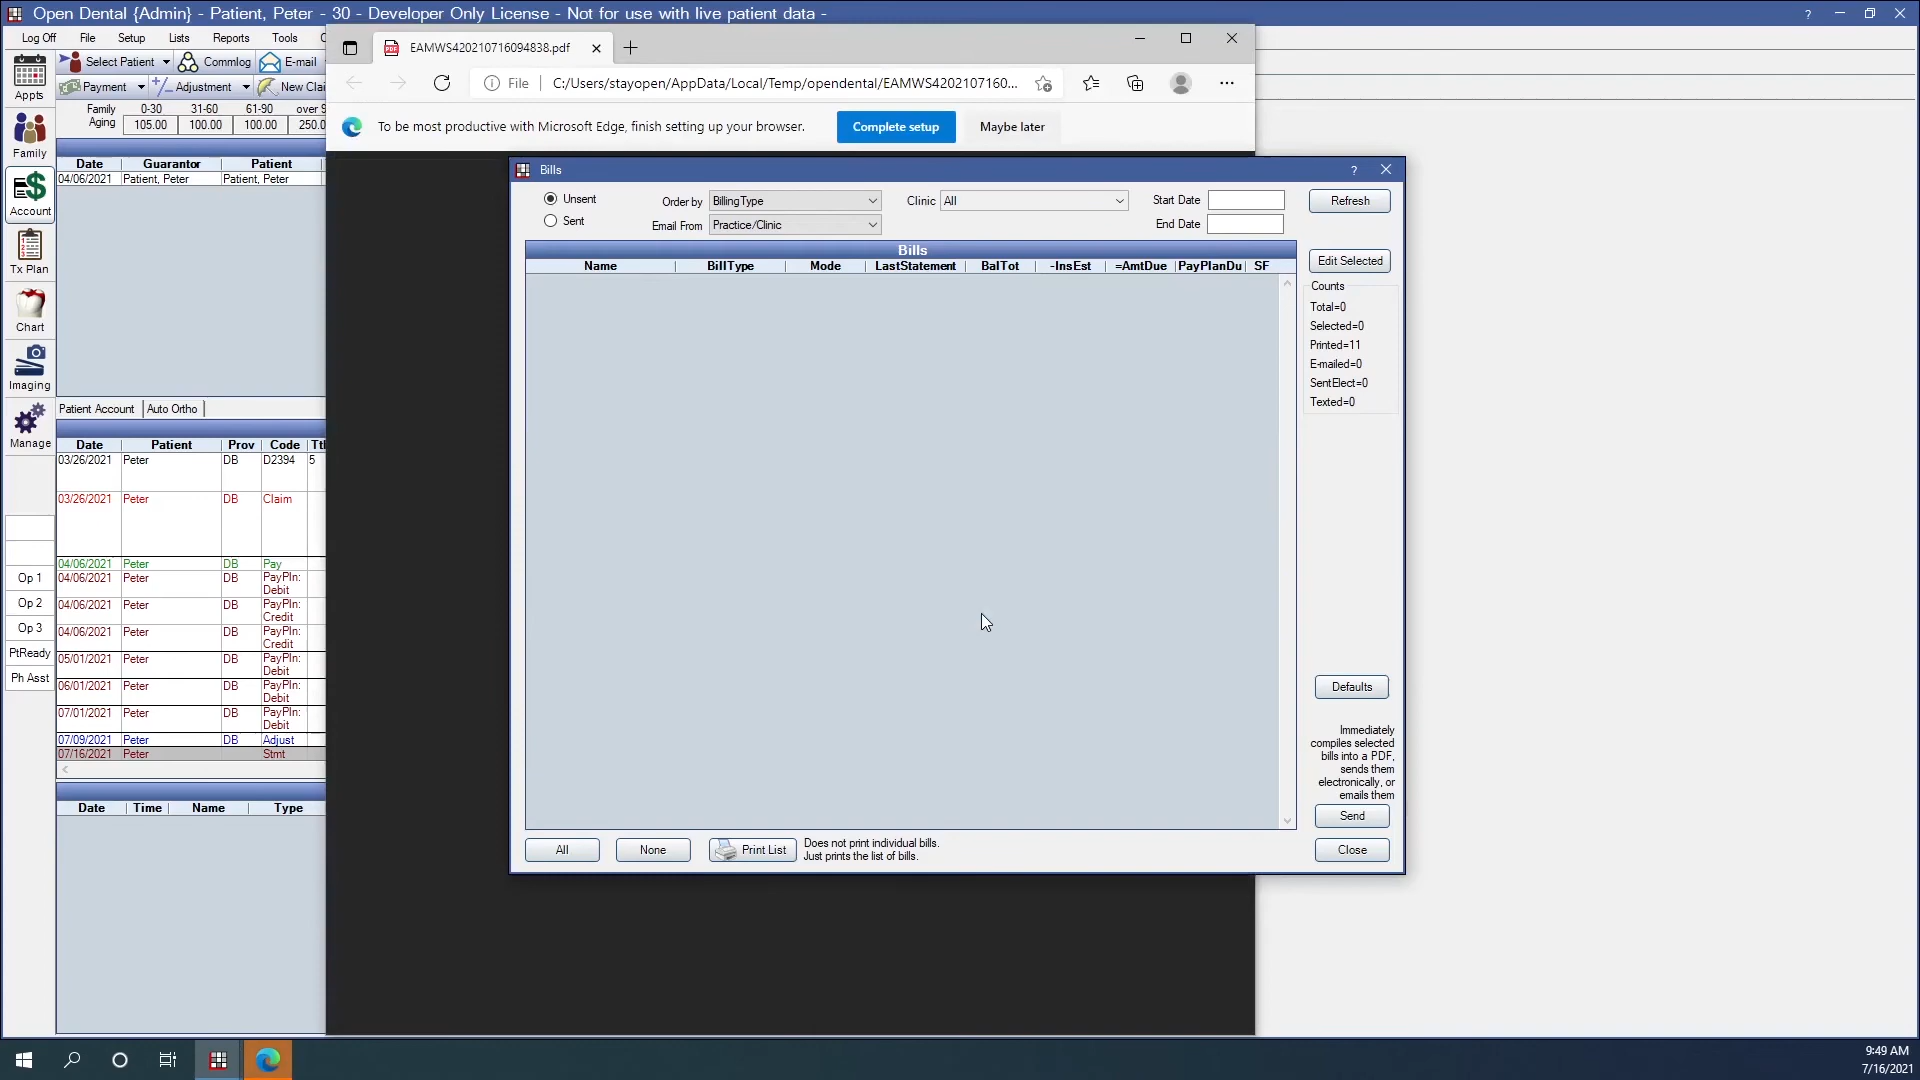 Open Dental {Admin} - Patient, Peter - 30 - Developer Only License - Not for use with live patient data -
Log Off File Setup Lists Reports Tools
EAMWS420210716094838.pdf
Select Patient Commlog E-mail
Payment Adjustment New Clai
File C:/Users/stayopen/AppData/Local/Temp/opendental/EAMWS4202107160...
To be most productive with Microsoft Edge, finish setting up your browser. Complete setup Maybe later
Appts
Family
Account
Tx Plan
Chart
Imaging
Manage
Op 1
Op 2
Op 3
PtReady
Ph Asst
Family Aging
0-30 31-60 61-90 over 9
105.00 100.00 100.00 250.0
Date Guarantor Patient
04/06/2021 Patient, Peter Patient, Peter
Patient Account Auto Ortho
Date Patient Prov Code Tth
03/26/2021 Peter DB D2394 5
03/26/2021 Peter DB Claim
04/06/2021 Peter DB Pay
04/06/2021 Peter DB PayPln: Debit
04/06/2021 Peter DB PayPln: Credit
04/06/2021 Peter DB PayPln: Credit
05/01/2021 Peter DB PayPln: Debit
06/01/2021 Peter DB PayPln: Debit
07/01/2021 Peter DB PayPln: Debit
07/09/2021 Peter DB Adjust
07/16/2021 Peter Stmt
Date Time Name Type
Bills
Unsent
Sent
Order by BillingType
Email From Practice/Clinic
Clinic All
Start Date
End Date
Refresh
Bills
Name BillType Mode LastStatement BalTot -InsEst =AmtDue PayPlanDu SF
Edit Selected
Counts
Total=0
Selected=0
Printed=11
E-mailed=0
SentElect=0
Texted=0
Defaults
Immediately
compiles selected
bills into a PDF,
sends them
electronically, or
emails them
Send
All None Print List
Does not print individual bills.
Just prints the list of bills.
Close
9:49 AM
7/16/2021